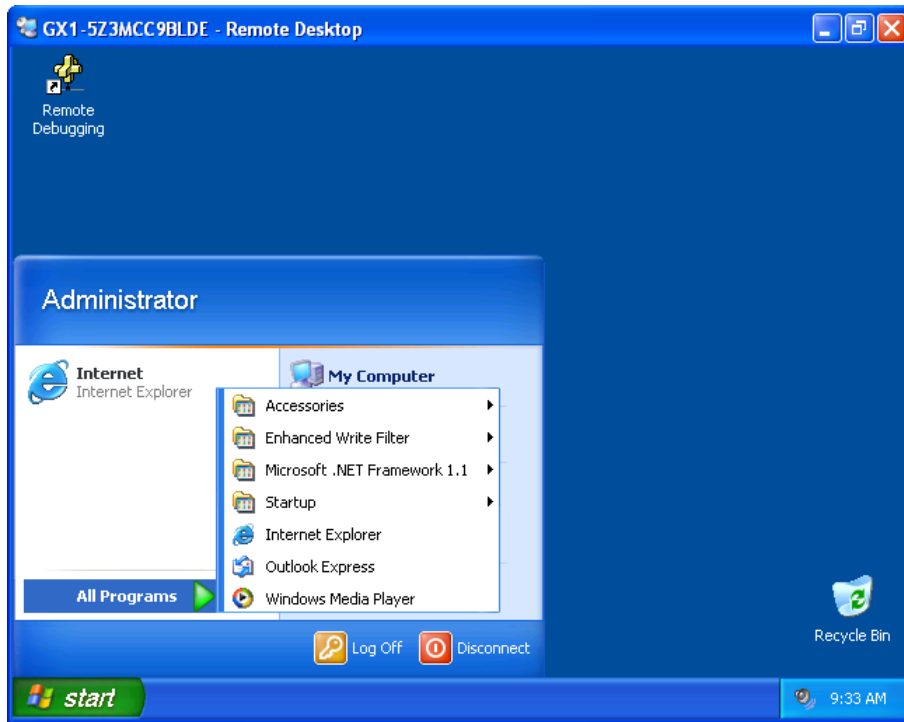 GX1-5Z3MCC9BLDE - Remote Desktop
Remote
Debugging
Administrator
Internet
Internet Explorer
My Computer
Accessories
Enhanced Write Filter
Microsoft .NET Framework 1.1
Startup
Internet Explorer
Outlook Express
Windows Media Player
All Programs
Log Off
Disconnect
Recycle Bin
start
9:33 AM